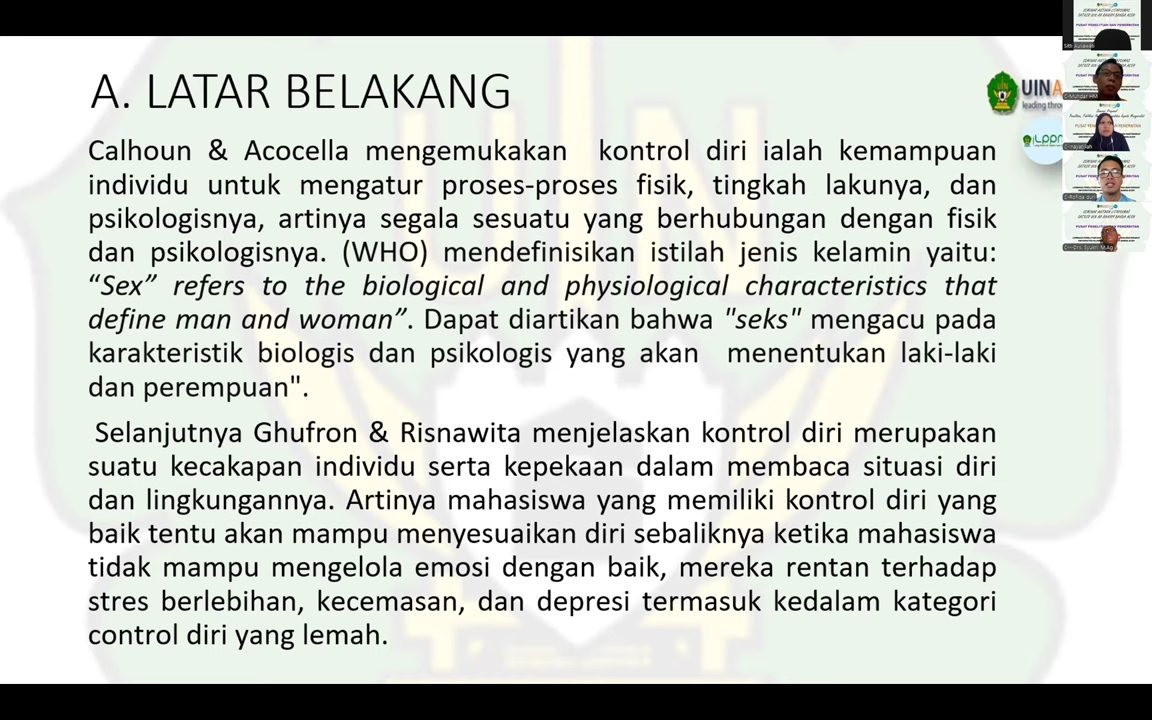 A. LATAR BELAKANG
Calhoun & Acocella mengemukakan kontrol diri ialah kemampuan
individu untuk mengatur proses-proses fisik, tingkah lakunya, dan
psikologisnya, artinya segala sesuatu yang berhubungan dengan fisik
dan psikologisnya. (WHO) mendefinisikan istilah jenis kelamin yaitu:
“Sex” refers to the biological and physiological characteristics that
define man and woman”. Dapat diartikan bahwa "seks" mengacu pada
karakteristik biologis dan psikologis yang akan menentukan laki-laki
dan perempuan".
Selanjutnya Ghufron & Risnawita menjelaskan kontrol diri merupakan
suatu kecakapan individu serta kepekaan dalam membaca situasi diri
dan lingkungannya. Artinya mahasiswa yang memiliki kontrol diri yang
baik tentu akan mampu menyesuaikan diri sebaliknya ketika mahasiswa
tidak mampu mengelola emosi dengan baik, mereka rentan terhadap
stres berlebihan, kecemasan, dan depresi termasuk kedalam kategori
control diri yang lemah.
UIN
leading
LPPM